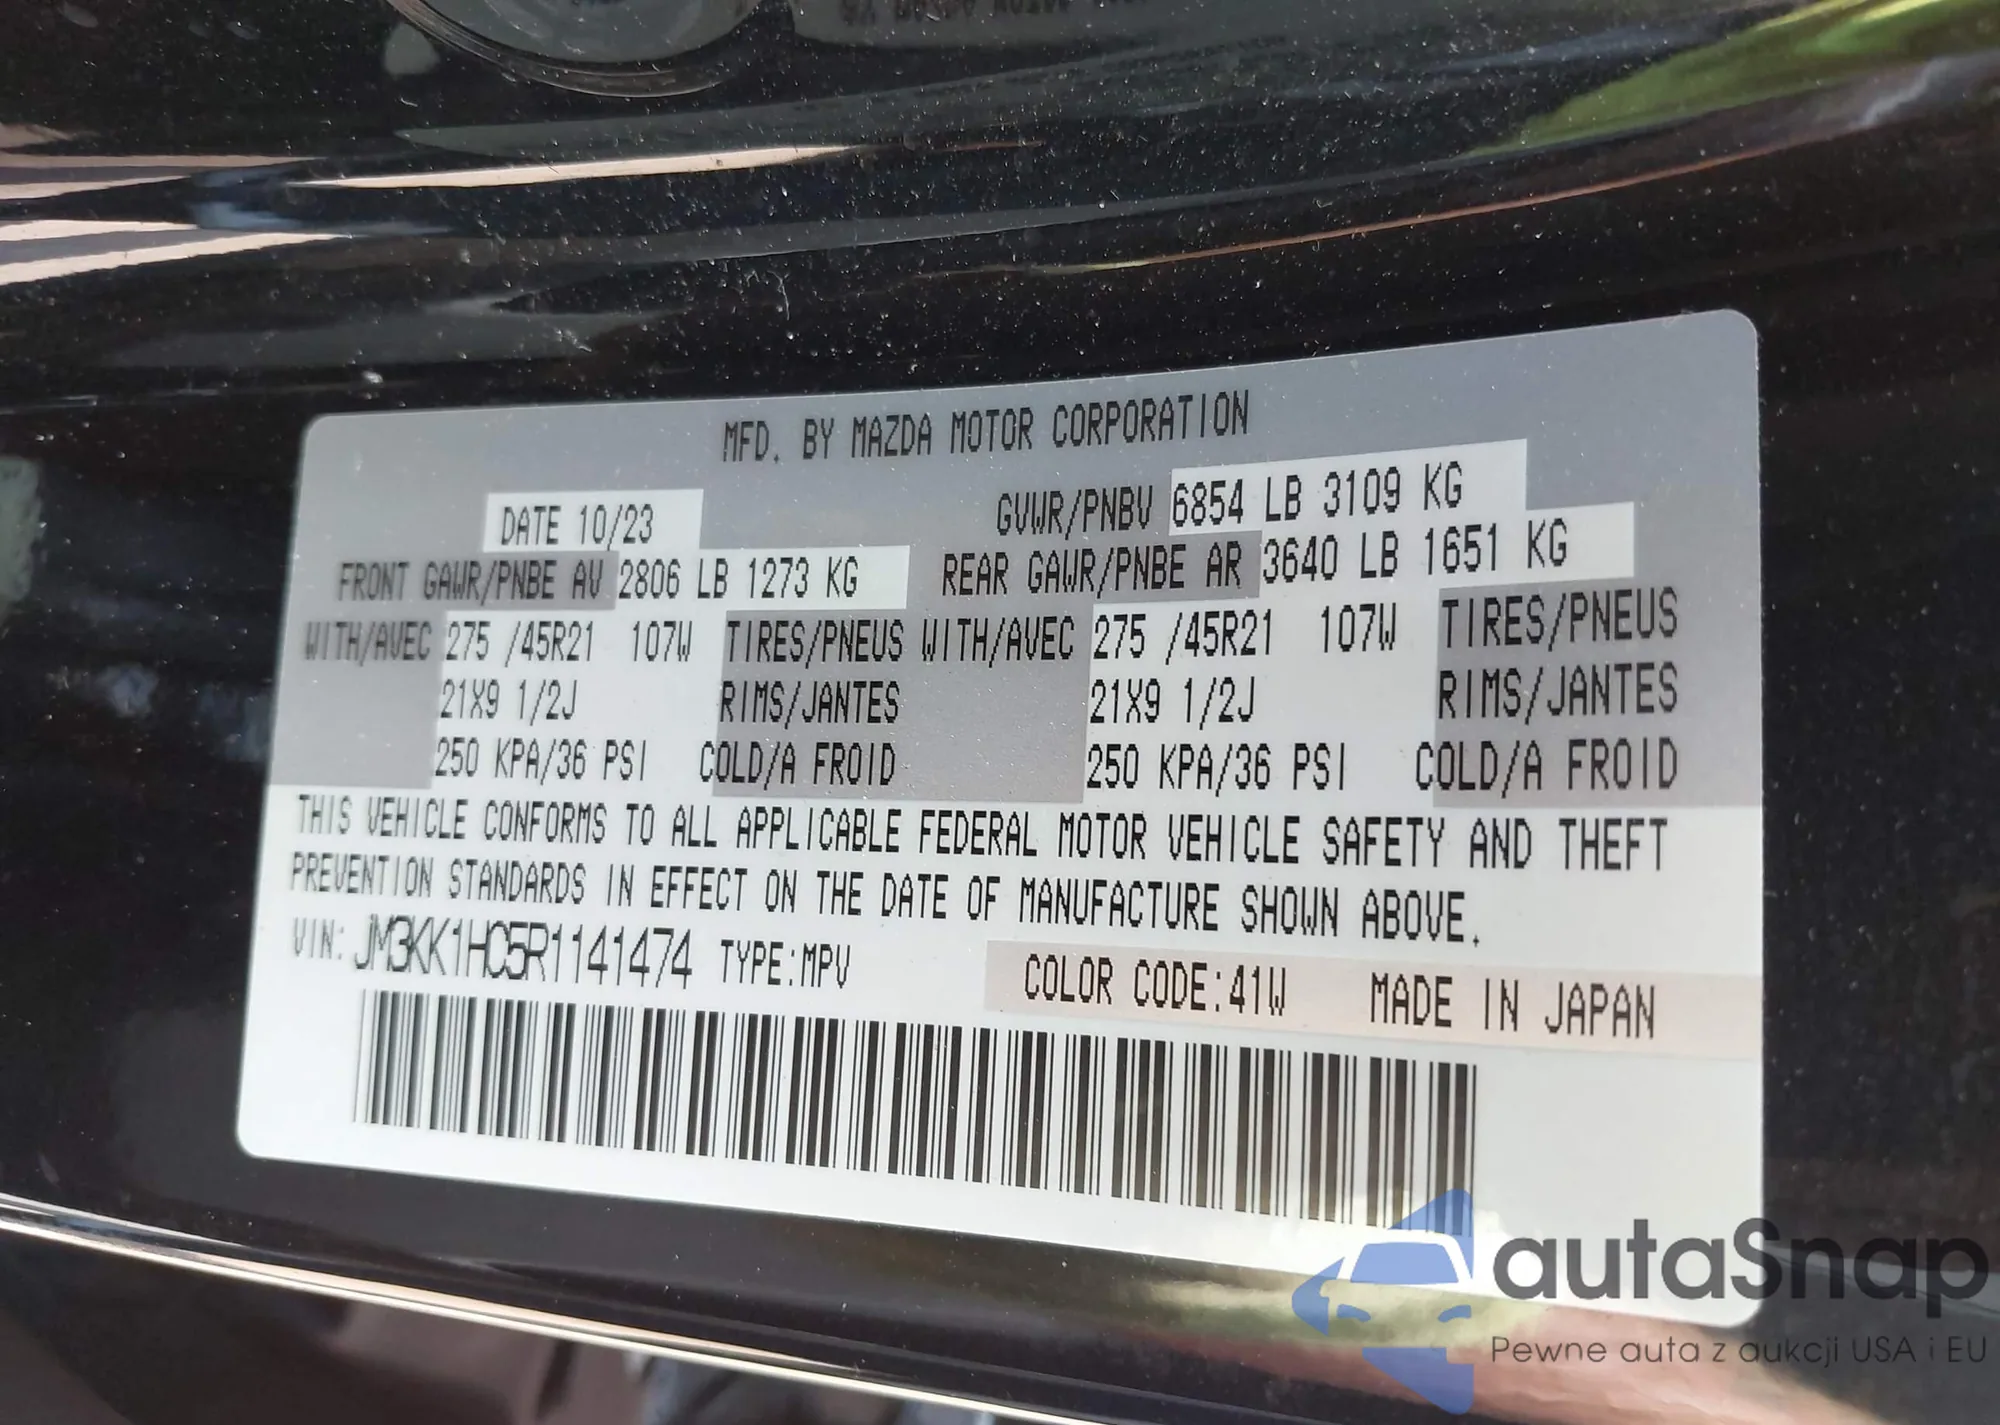 MFD. BY MAZDA MOTOR CORPORATION
DATE 10/23 GVWR/PNBV 6854 LB 3109 KG
FRONT GAWR/PNBE AV 2806 LB 1273 KG REAR GAWR/PNBE AR 3640 LB 1651 KG
WITH/AVEC 275 /45R21 107W TIRES/PNEUS WITH/AVEC 275 /45R21 107W TIRES/PNEUS
21X9 1/2J RIMS/JANTES 21X9 1/2J RIMS/JANTES
250 KPA/36 PSI COLD/A FROID 250 KPA/36 PSI COLD/A FROID
THIS VEHICLE CONFORMS TO ALL APPLICABLE FEDERAL MOTOR VEHICLE SAFETY AND THEFT
PREVENTION STANDARDS IN EFFECT ON THE DATE OF MANUFACTURE SHOWN ABOVE.
VIN: JM3KK1HC5R1141474 TYPE:MPV COLOR CODE:41W MADE IN JAPAN
autaSnap
Pewne auta z aukcji USA i EU